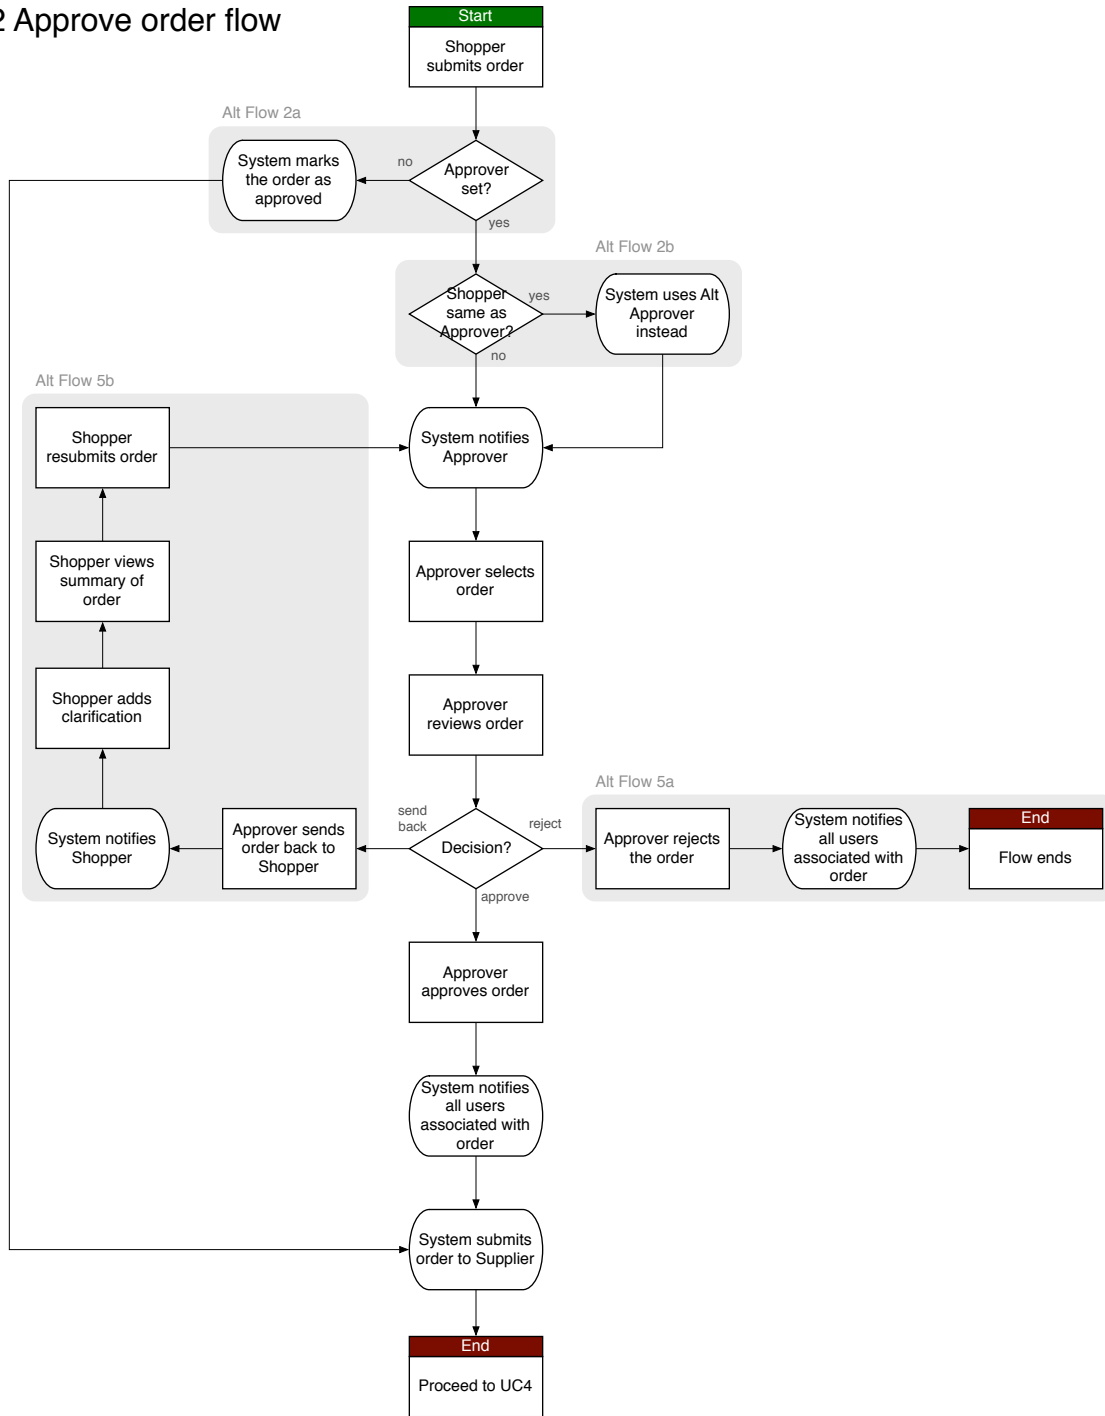 2 Approve order flow
Start
Shopper
submits order
Alt Flow 2a
System marks
the order as
approved
no
Approver
set?
yes
Alt Flow 2b
Shopper
same as
Approver?
yes
System uses Alt
Approver
instead
no
Alt Flow 5b
Shopper
resubmits order
System notifies
Approver
Shopper views
summary of
order
Approver selects
order
Shopper adds
clarification
Approver
reviews order
Alt Flow 5a
System notifies
Shopper
Approver sends
order back to
Shopper
send
back
Decision?
reject
Approver rejects
the order
System notifies
all users
associated with
order
End
Flow ends
approve
Approver
approves order
System notifies
all users
associated with
order
System submits
order to Supplier
End
Proceed to UC4